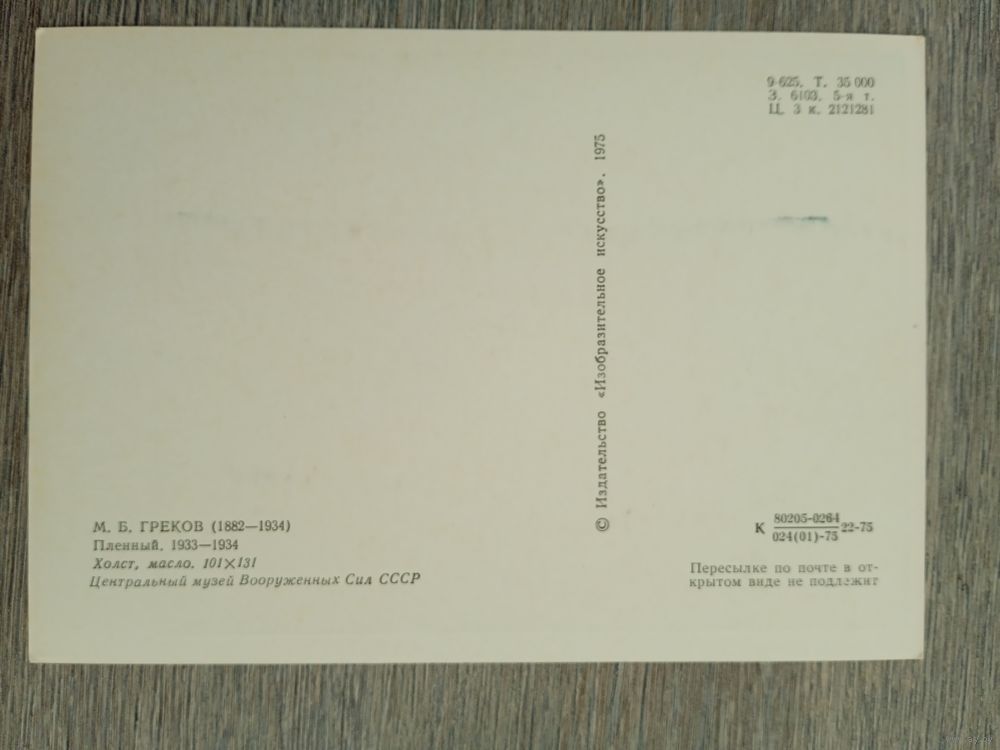 9-625. Т. 35 000
З. 6103. 5-я т.
Ц. 3 к. 2121281
© Издательство «Изобразительное искусство». 1975
М. Б. ГРЕКОВ (1882—1934)
Пленный. 1933—1934
Холст, масло. 101×131
Центральный музей Вооруженных Сил СССР
К 80205-0264
024(01)-75 22-75
Пересылке по почте в от-
крытом виде не подлежит